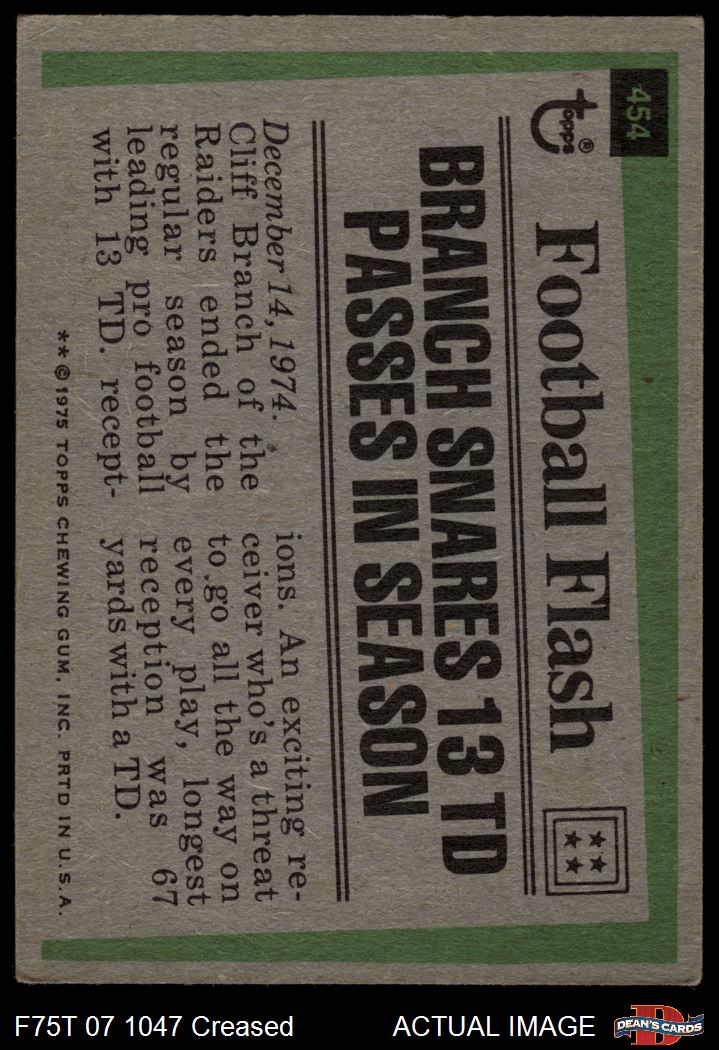 454
topps®
Football Flash
BRANCH SNARES 13 TD
PASSES IN SEASON
December 14, 1974.
Cliff Branch of the
Raiders ended the
regular season by
leading pro football
with 13 TD. recept-
ions. An exciting re-
ceiver who's a threat
to go all the way on
every play, longest
reception was 67
yards with a TD.
**©1975 TOPPS CHEWING GUM, INC. PRTD IN U.S.A.
F75T 07 1047 Creased
ACTUAL IMAGE
D
DEAN'S CARDS